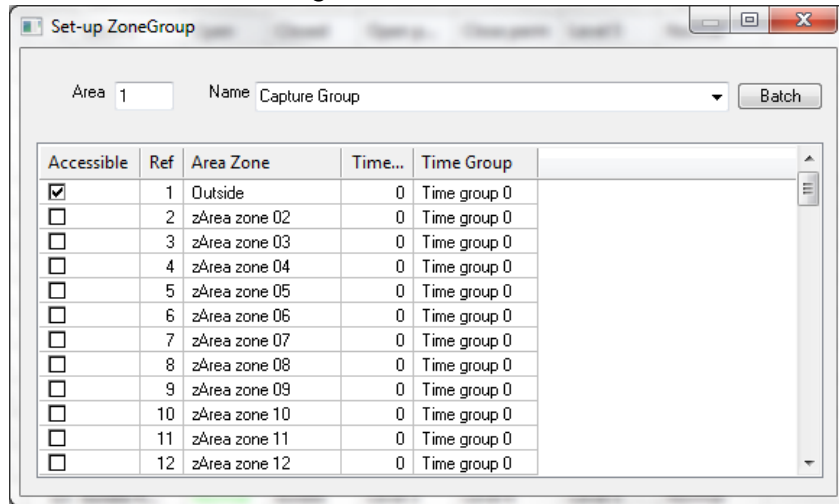 Set-up ZoneGroup
Area 1 Name Capture Group Batch
Accessible Ref Area Zone Time... Time Group
1 Outside 0 Time group 0
2 zArea zone 02 0 Time group 0
3 zArea zone 03 0 Time group 0
4 zArea zone 04 0 Time group 0
5 zArea zone 05 0 Time group 0
6 zArea zone 06 0 Time group 0
7 zArea zone 07 0 Time group 0
8 zArea zone 08 0 Time group 0
9 zArea zone 09 0 Time group 0
10 zArea zone 10 0 Time group 0
11 zArea zone 11 0 Time group 0
12 zArea zone 12 0 Time group 0